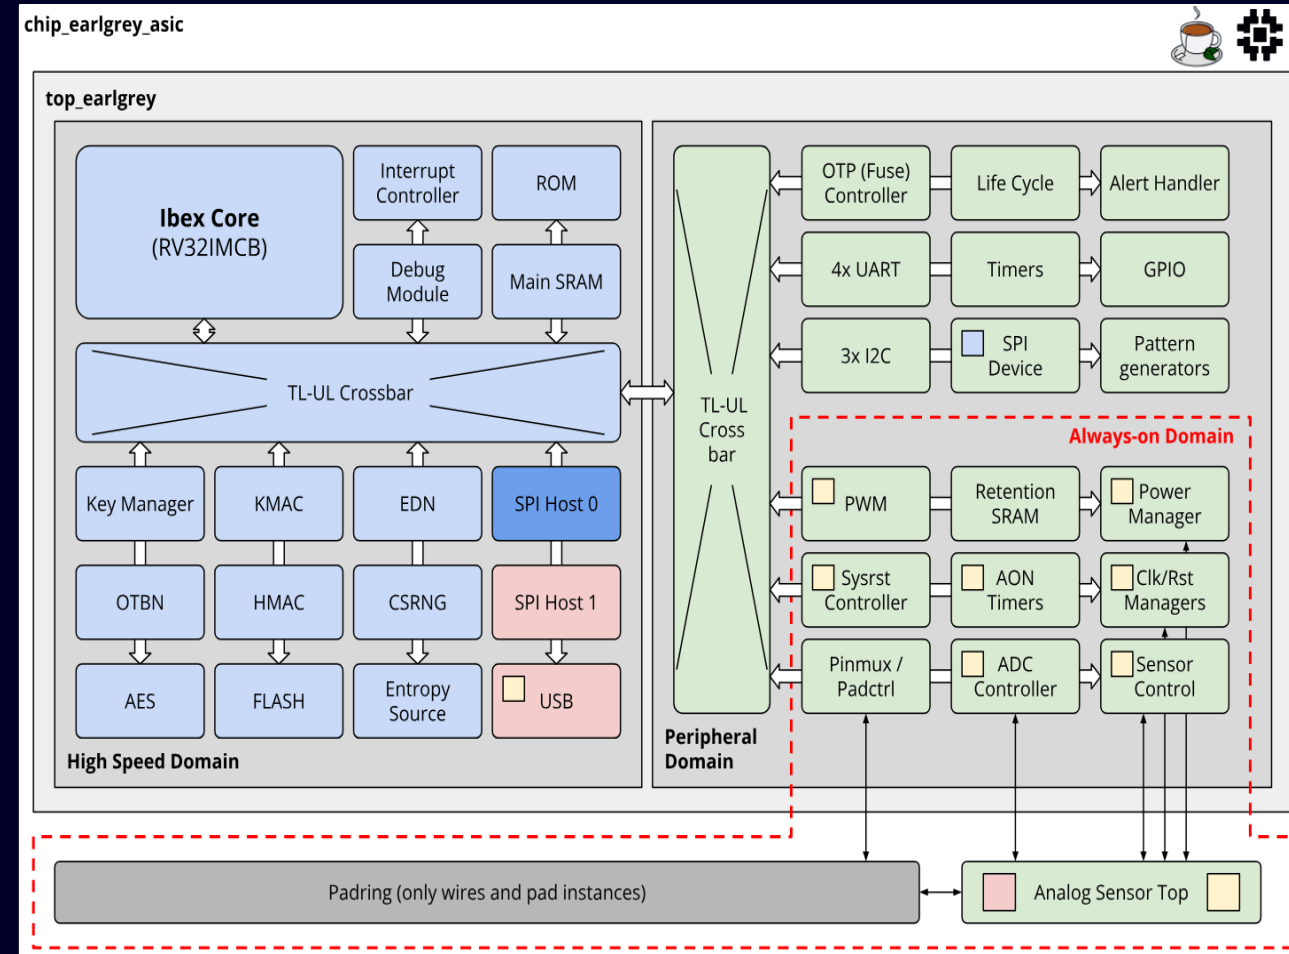 chip_earlgrey_asic
top_earlgrey
Ibex Core
(RV32IMCB)
Interrupt
Controller
ROM
Debug
Module
Main SRAM
TL-UL Crossbar
Key Manager
KMAC
EDN
SPI Host 0
OTBN
HMAC
CSRNG
SPI Host 1
AES
FLASH
Entropy
Source
USB
High Speed Domain
TL-UL
Cross
bar
OTP (Fuse)
Controller
Life Cycle
Alert Handler
4x UART
Timers
GPIO
3x I2C
SPI
Device
Pattern
generators
Always-on Domain
PWM
Retention
SRAM
Power
Manager
Sysrst
Controller
AON
Timers
Clk/Rst
Managers
Pinmux /
Padctrl
ADC
Controller
Sensor
Control
Peripheral
Domain
Padring (only wires and pad instances)
Analog Sensor Top